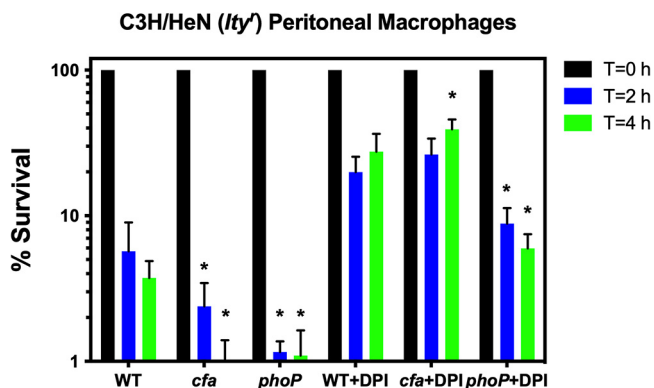 C3H/HeN (Ityʳ) Peritoneal Macrophages
100
10
1
% Survival
* * * * * * *
WT cfa phoP WT+DPI cfa+DPI phoP+DPI
T=0 h
T=2 h
T=4 h